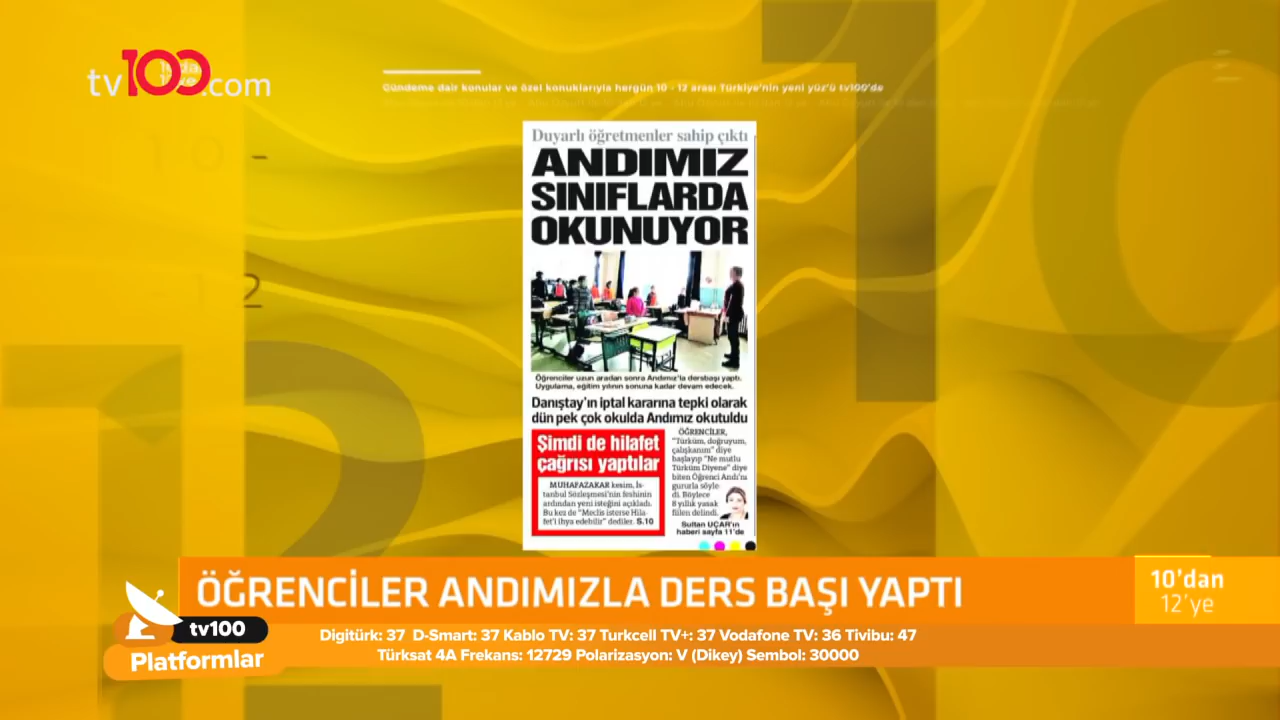 tv100.com
Gündeme dair konular ve özel konuklarıyla hergün 10 - 12 arası Türkiye'nin yeni yüz'ü tv100'de
10 -
12
Duyarlı öğretmenler sahip çıktı
ANDIMIZ
SINIFLARDA
OKUNUYOR
Öğrenciler uzun aradan sonra Andımız'la dersbaşı yaptı.
Uygulama, eğitim yılının sonuna kadar devam edecek.
Danıştay'ın iptal kararına tepki olarak
dün pek çok okulda Andımız okutuldu
Şimdi de hilafet
çağrısı yaptılar
MUHAFAZAKAR kesim, İs-
tanbul Sözleşmesi'nin feshinin
ardından yeni isteğini açıkladı.
Bu kez de "Meclis isterse Hila-
fet'i ihya edebilir" dediler. S.10
ÖĞRENCİLER,
"Türküm, doğruyum,
çalışkanım" diye
başlayıp "Ne mutlu
Türküm Diyene" diye
biten Öğrenci Andı'nı
gururla söyle-
di. Böylece
8 yıllık yasak
fiilen delindi.
Sultan UÇAR'ın
haberi sayfa 11'de
ÖĞRENCİLER ANDIMIZLA DERS BAŞI YAPTI
10'dan
12'ye
tv100
Platformlar
Digitürk: 37 D-Smart: 37 Kablo TV: 37 Turkcell TV+: 37 Vodafone TV: 36 Tivibu: 47
Türksat 4A Frekans: 12729 Polarizasyon: V (Dikey) Sembol: 30000